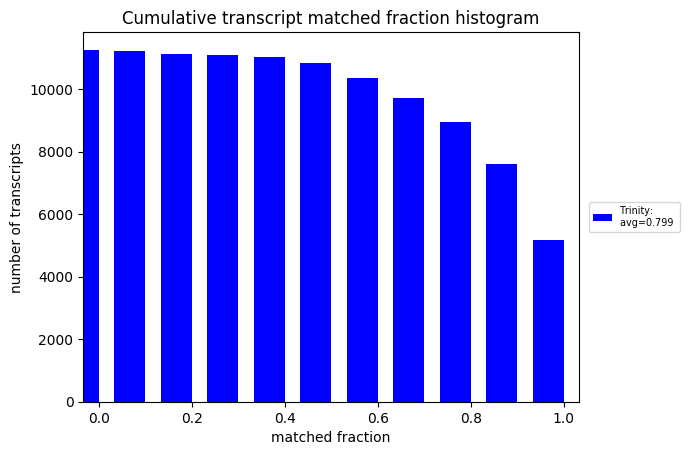 Cumulative transcript matched fraction histogram
number of transcripts
10000
8000
6000
4000
2000
0
0.0 0.2 0.4 0.6 0.8 1.0
matched fraction
Trinity:
avg=0.799